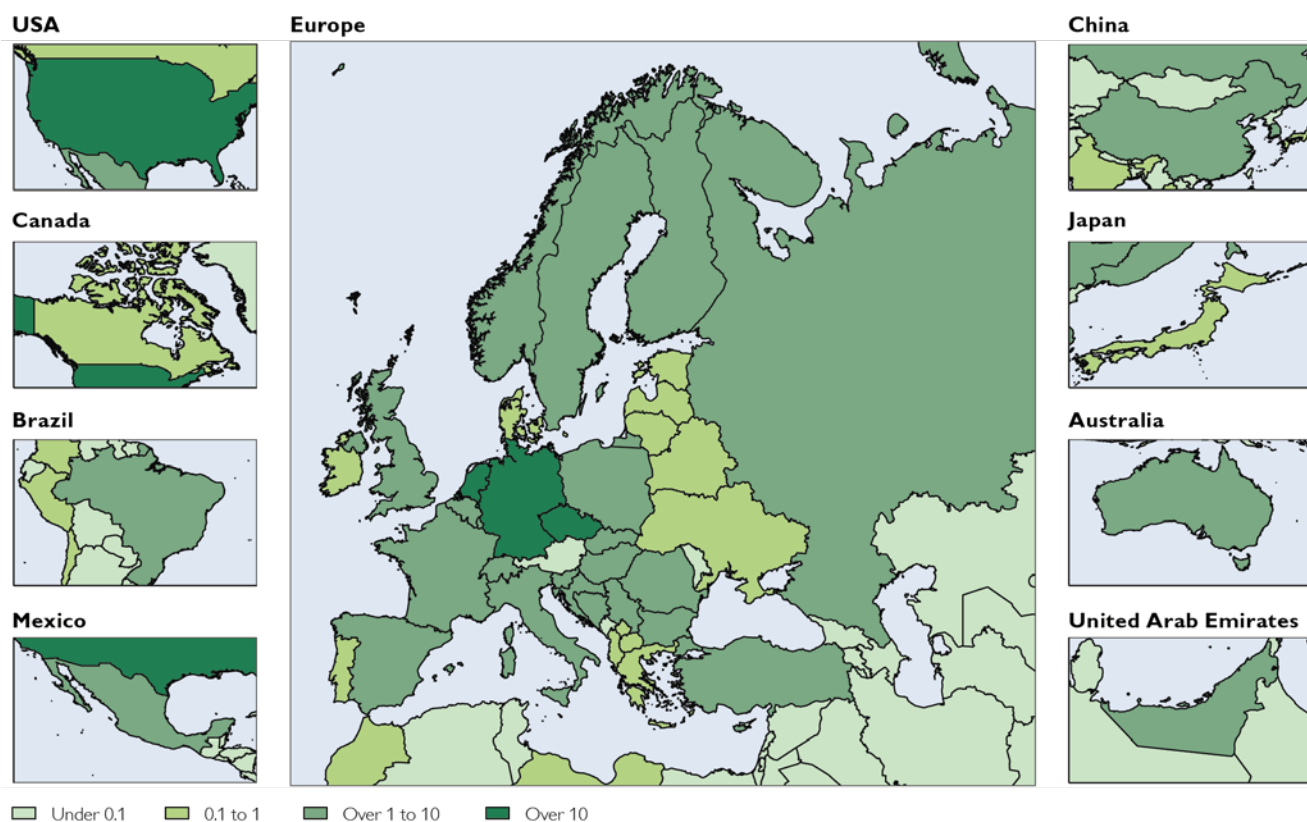 USA
Europe
China
Canada
Japan
Brazil
Australia
Mexico
United Arab Emirates
Under 0.1
0.1 to 1
Over 1 to 10
Over 10